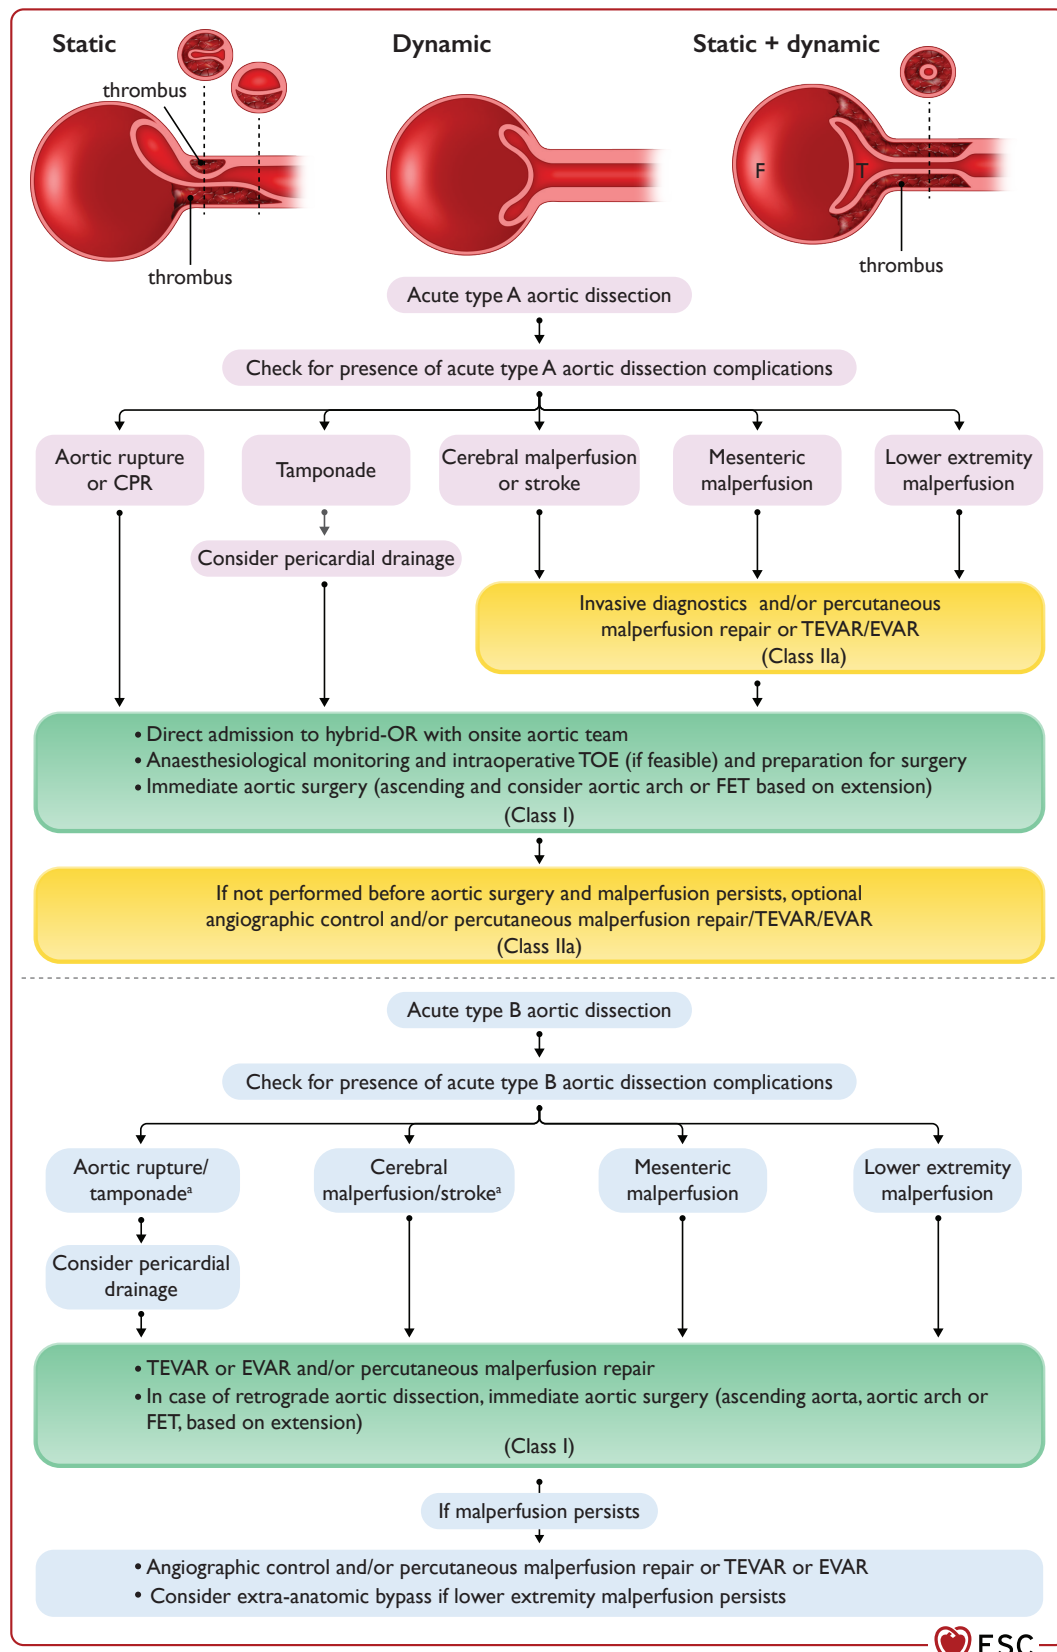 Static
Dynamic
Static + dynamic
thrombus
F
T
thrombus
thrombus
Acute type A aortic dissection
Check for presence of acute type A aortic dissection complications
Aortic rupture
or CPR
Tamponade
Cerebral malperfusion
or stroke
Mesenteric
malperfusion
Lower extremity
malperfusion
Consider pericardial drainage
Invasive diagnostics and/or percutaneous
malperfusion repair or TEVAR/EVAR
(Class IIa)
• Direct admission to hybrid-OR with onsite aortic team
• Anaesthesiological monitoring and intraoperative TOE (if feasible) and preparation for surgery
• Immediate aortic surgery (ascending and consider aortic arch or FET based on extension)
(Class I)
If not performed before aortic surgery and malperfusion persists, optional
angiographic control and/or percutaneous malperfusion repair/TEVAR/EVAR
(Class IIa)
Acute type B aortic dissection
Check for presence of acute type B aortic dissection complications
Aortic rupture/
tamponadeᵃ
Cerebral
malperfusion/strokeᵃ
Mesenteric
malperfusion
Lower extremity
malperfusion
Consider pericardial
drainage
• TEVAR or EVAR and/or percutaneous malperfusion repair
• In case of retrograde aortic dissection, immediate aortic surgery (ascending aorta, aortic arch or
FET, based on extension)
(Class I)
If malperfusion persists
• Angiographic control and/or percutaneous malperfusion repair or TEVAR or EVAR
• Consider extra-anatomic bypass if lower extremity malperfusion persists
ESC